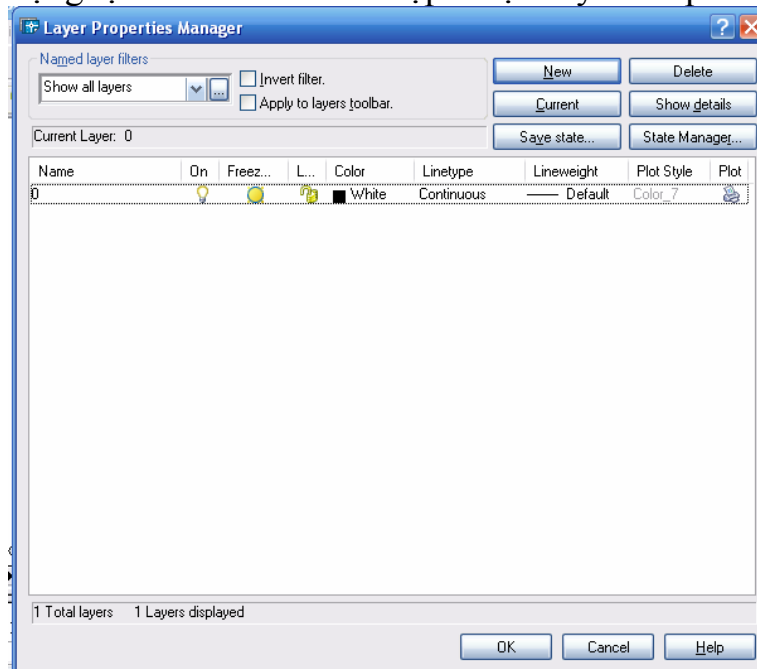 Layer Properties Manager
Named layer filters
Show all layers
...
Invert filter.
Apply to layers toolbar.
New
Delete
Current
Show details
Current Layer: 0
Save state...
State Manager...
Name On Freez... L... Color Linetype Lineweight Plot Style Plot
0 White Continuous Default Color_7
1 Total layers 1 Layers displayed
OK
Cancel
Help